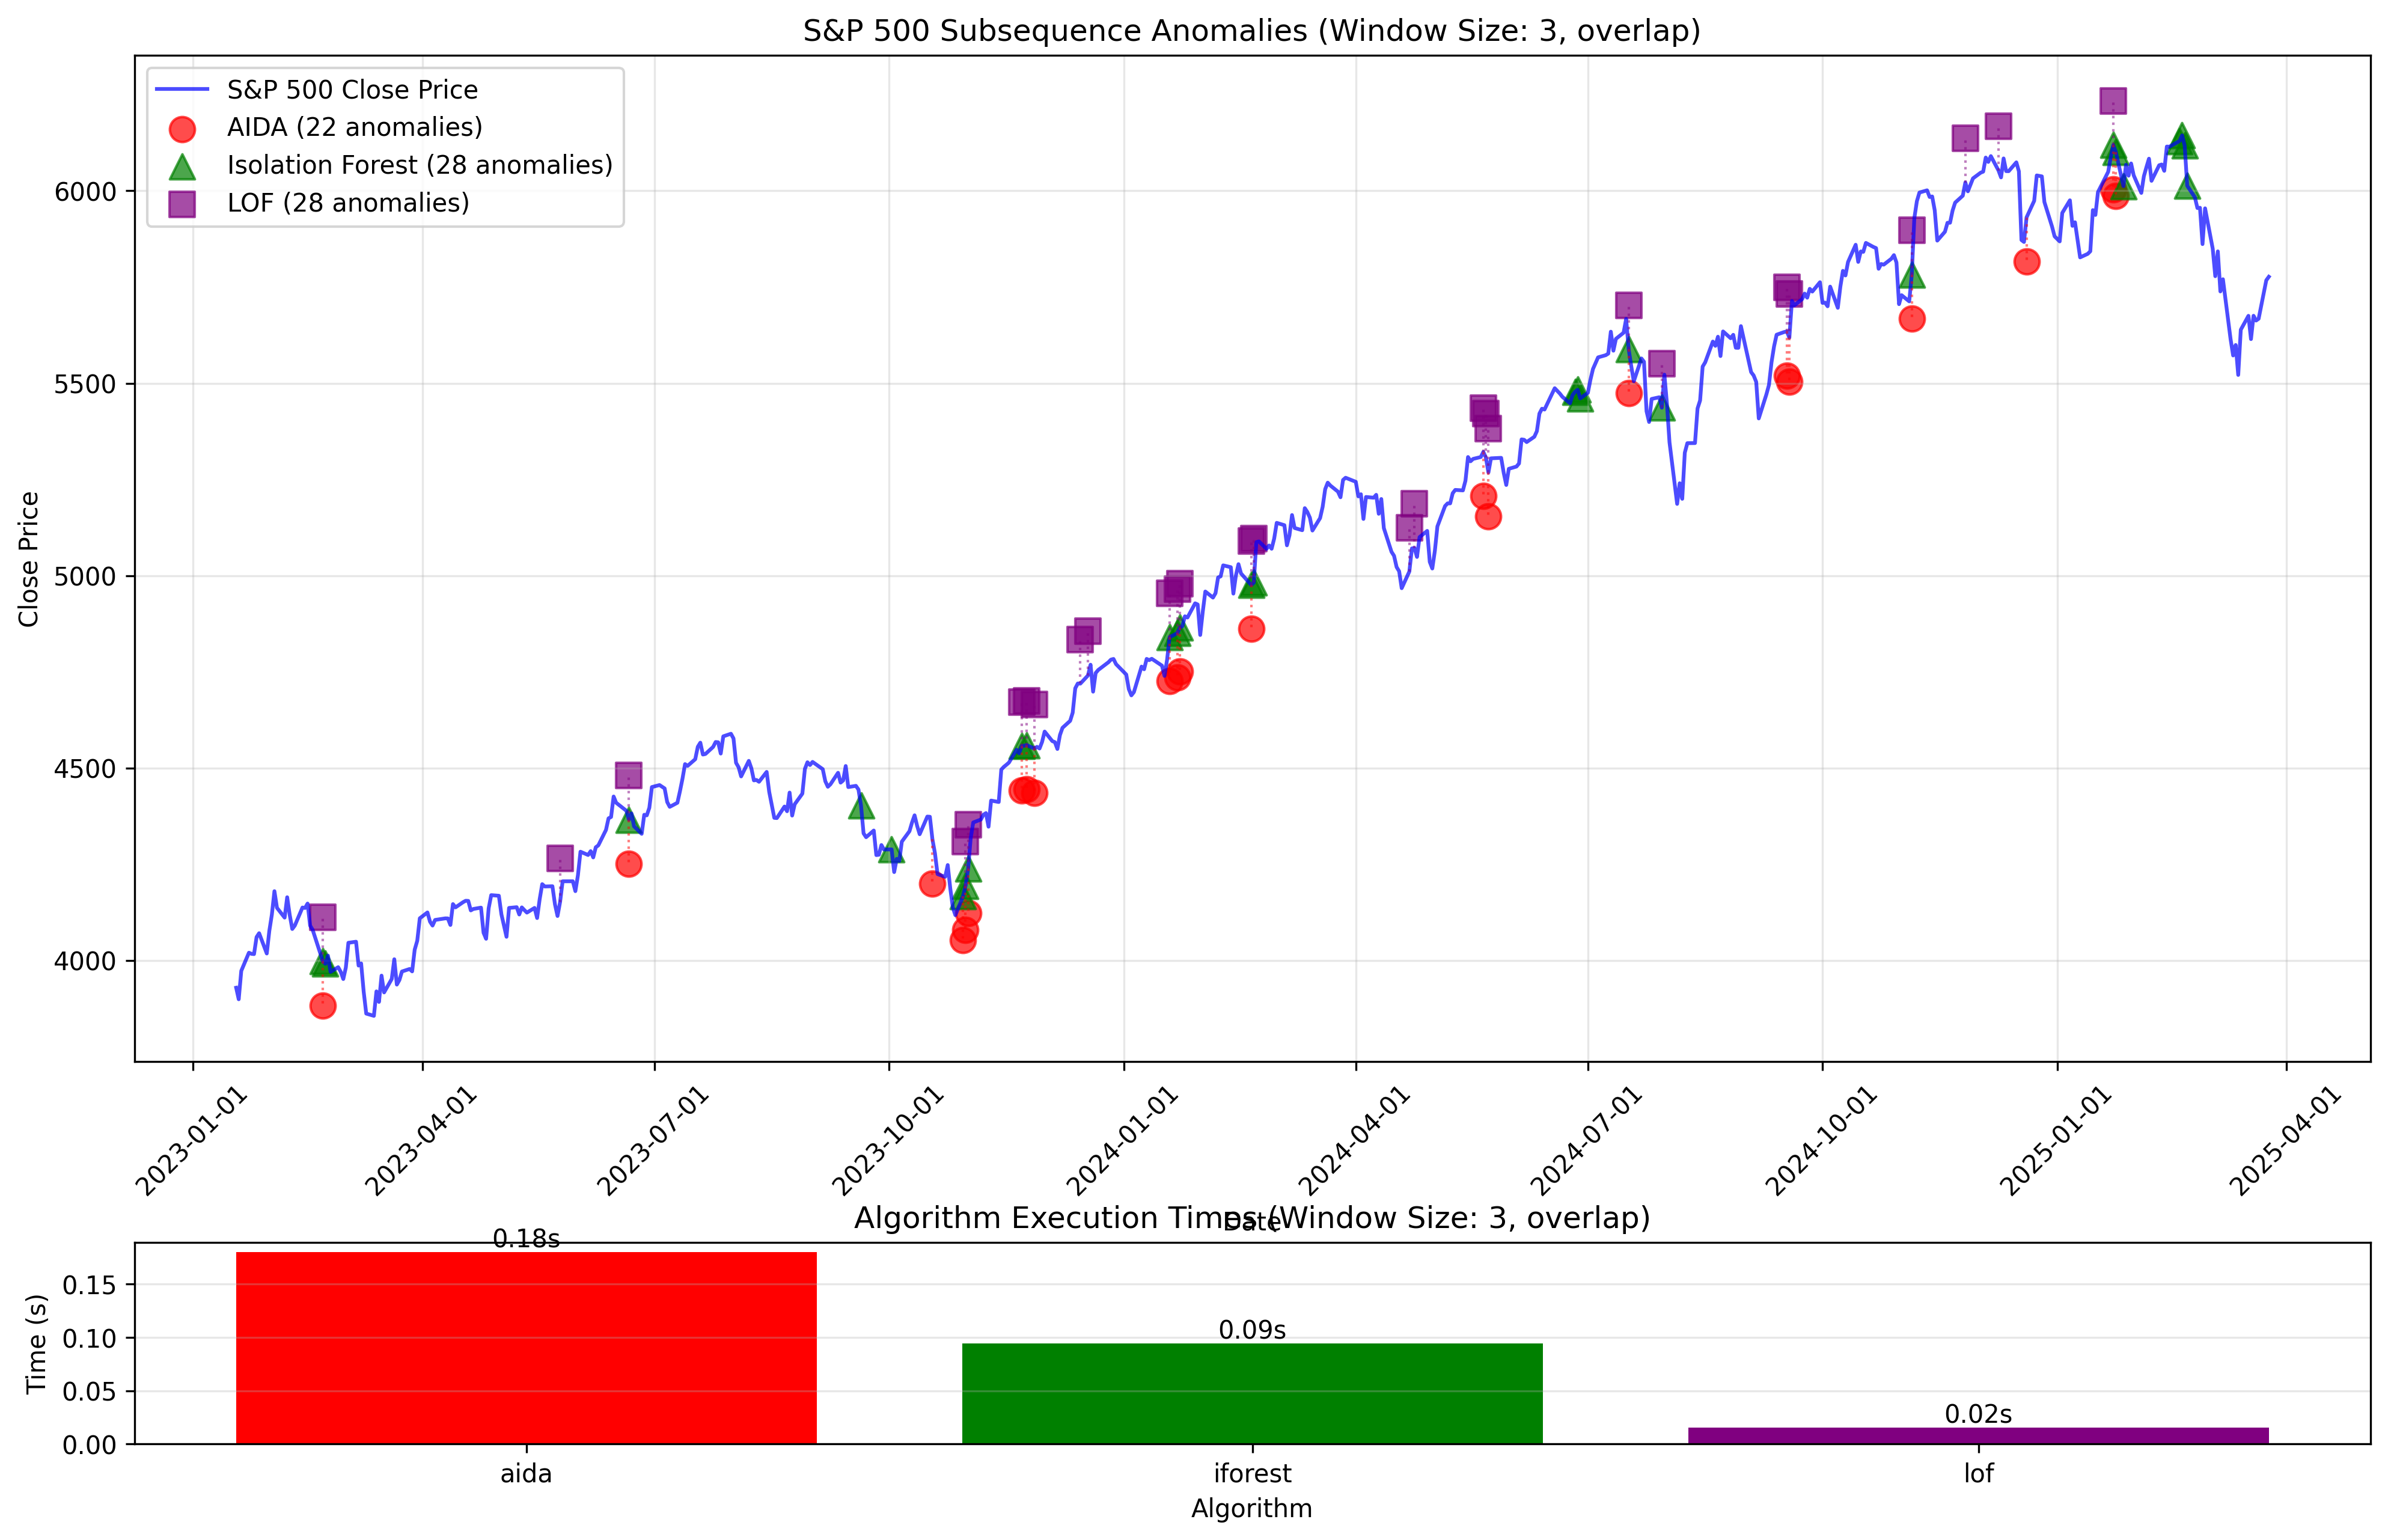 S&P 500 Subsequence Anomalies (Window Size: 3, overlap)
S&P 500 Close Price
AIDA (22 anomalies)
Isolation Forest (28 anomalies)
LOF (28 anomalies)
Close Price
6000
5500
5000
4500
4000
2023-01-01
2023-04-01
2023-07-01
2023-10-01
2024-01-01
2024-04-01
2024-07-01
2024-10-01
2025-01-01
2025-04-01
Date
Algorithm Execution Times (Window Size: 3, overlap)
Time (s)
0.15
0.10
0.05
0.00
0.18s
0.09s
0.02s
aida
iforest
lof
Algorithm